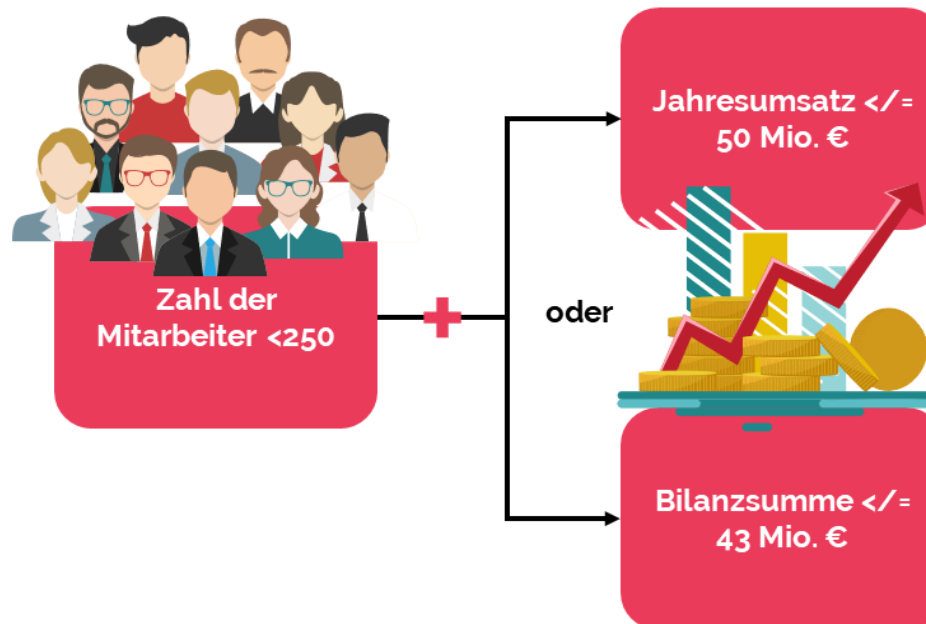 Zahl der
Mitarbeiter <250
oder
Jahresumsatz </=
50 Mio. €
Bilanzsumme </=
43 Mio. €